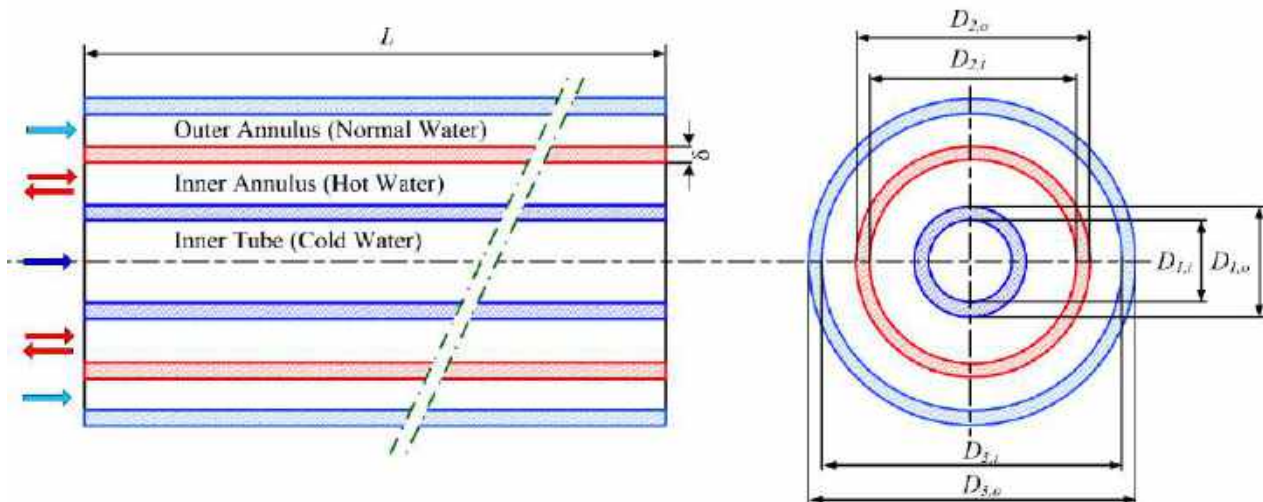 L
Outer Annulus (Normal Water)
δ
Inner Annulus (Hot Water)
Inner Tube (Cold Water)
D2,o
D2,i
D1,i
D1,o
D3,i
D3,o